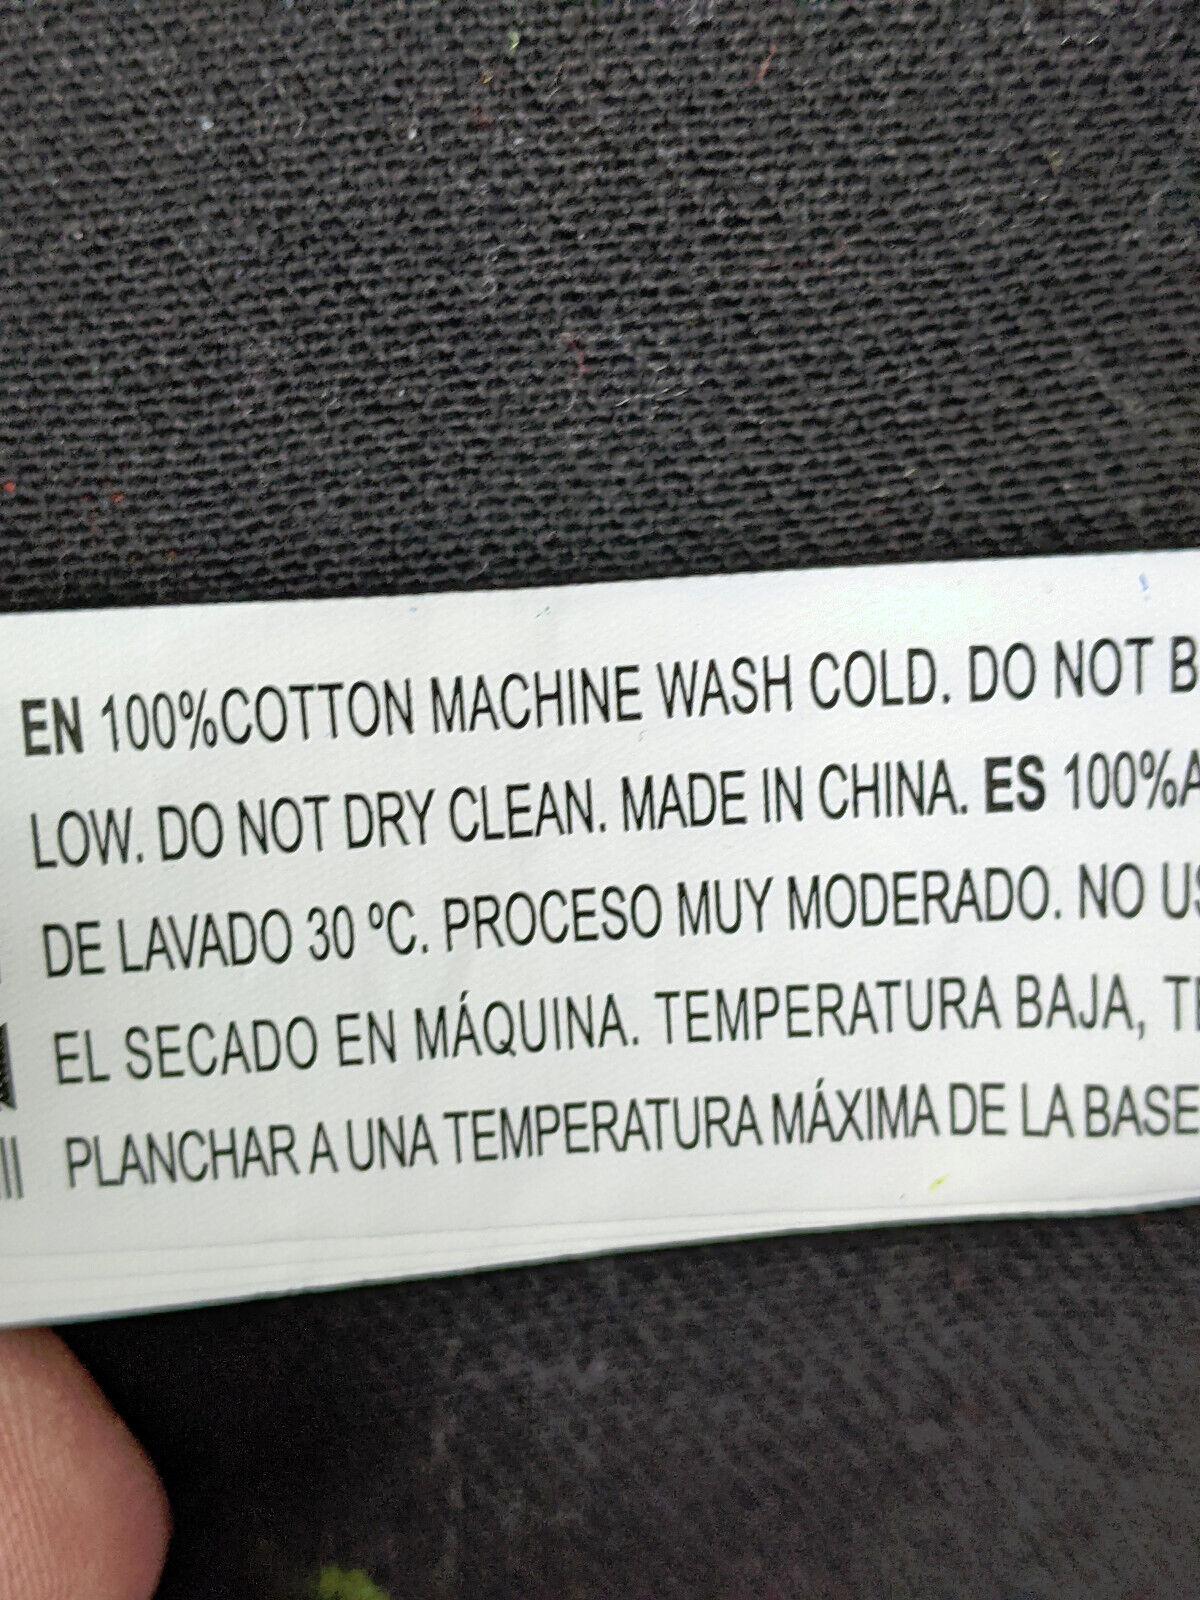 EN 100%COTTON MACHINE WASH COLD. DO NOT B
LOW. DO NOT DRY CLEAN. MADE IN CHINA. ES 100%A
DE LAVADO 30 ºC. PROCESO MUY MODERADO. NO US
EL SECADO EN MÁQUINA. TEMPERATURA BAJA, TE
PLANCHAR A UNA TEMPERATURA MÁXIMA DE LA BASE